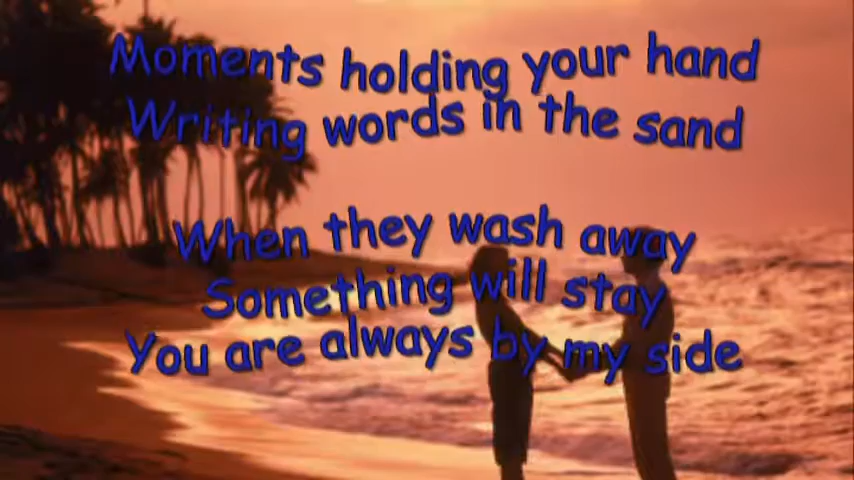 Moments holding your hand
Writing words in the sand
When they wash away
Something will stay
You are always by my side